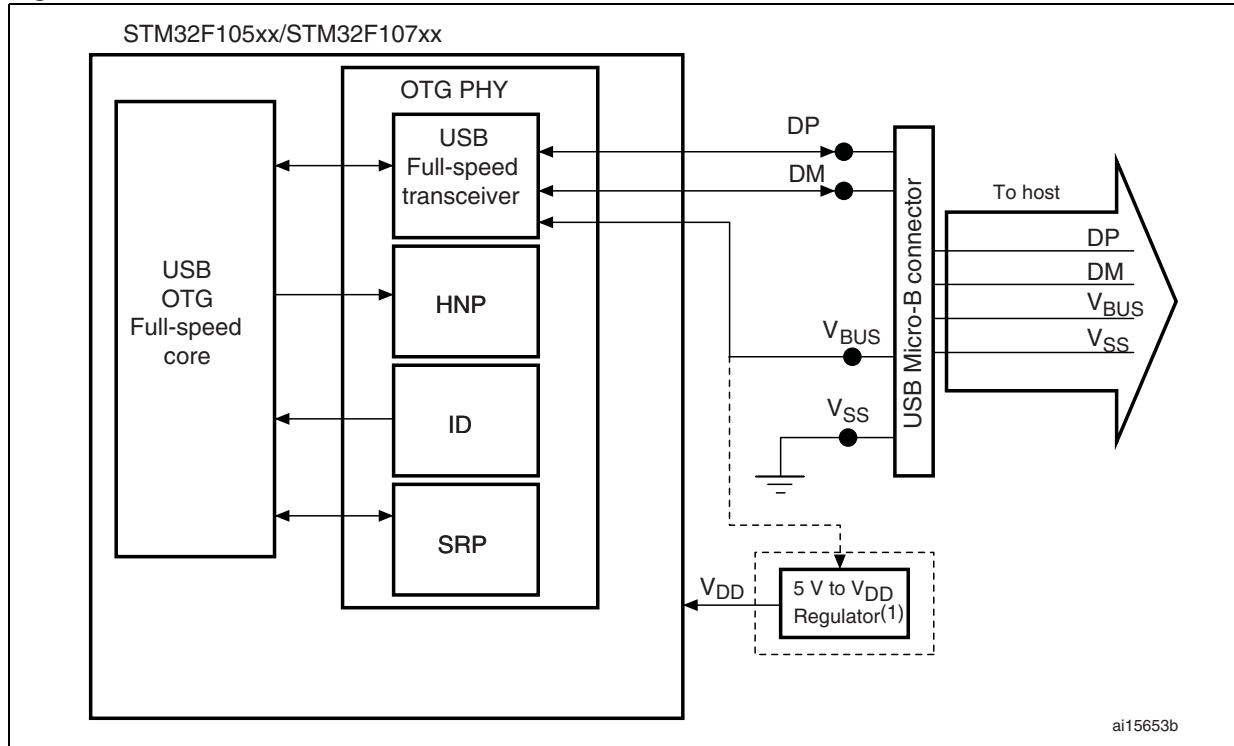 STM32F105xx/STM32F107xx
OTG PHY
USB
Full-speed
transceiver
USB
OTG
Full-speed
core
HNP
ID
SRP
DP
DM
VBUS
VSS
USB Micro-B connector
To host
DP
DM
VBUS
VSS
VDD
5 V to VDD
Regulator(1)
ai15653b